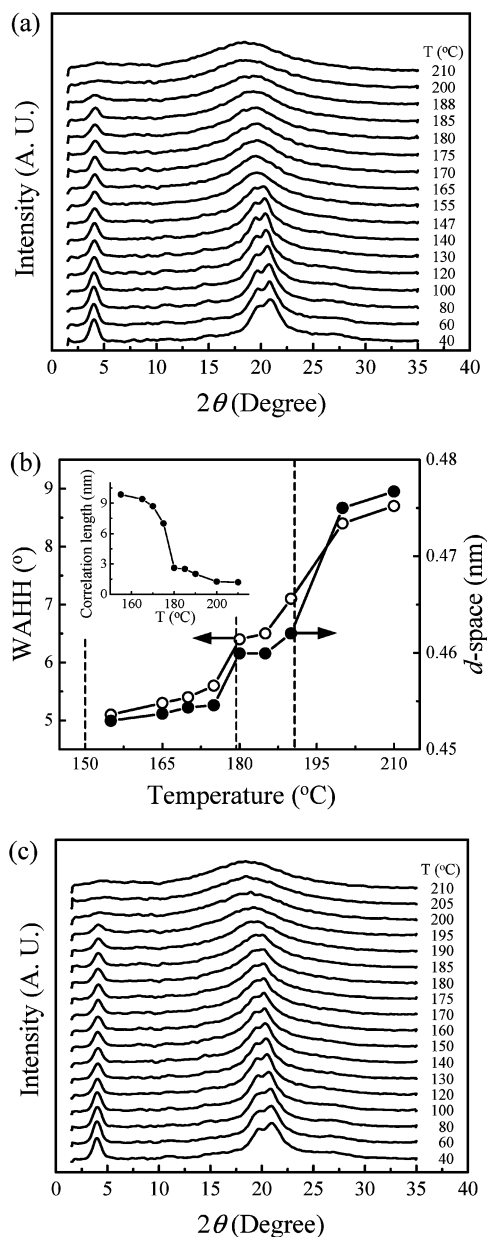 (a)
Intensity (A. U.)
T (°C)
210
200
188
185
180
175
170
165
155
147
140
130
120
100
80
60
40
0 5 10 15 20 25 30 35 40
2θ (Degree)
(b)
WAHH (°)
9
8
7
6
5
Correlation length (nm)
9
6
3
0
160 180 200
T (°C)
0.48
0.47
0.46
0.45
d-space (nm)
150 165 180 195 210
Temperature (°C)
(c)
Intensity (A. U.)
T (°C)
210
205
200
195
190
185
180
175
170
160
150
140
130
120
100
80
60
40
0 5 10 15 20 25 30 35 40
2θ (Degree)